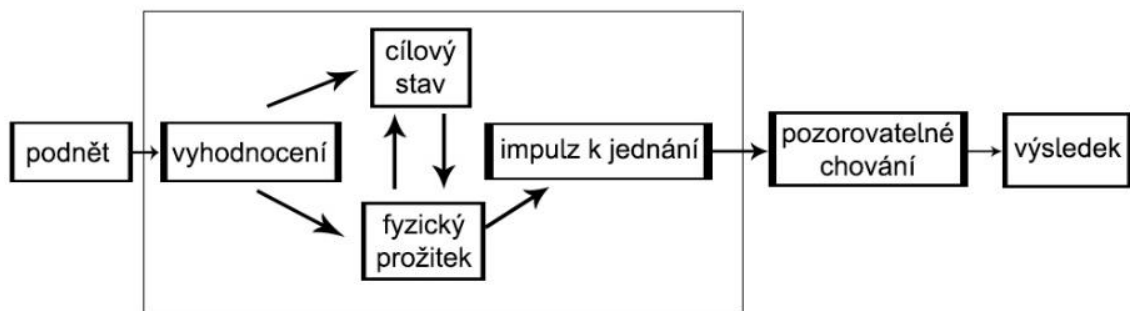 podnět
vyhodnocení
cílový
stav
fyzický
prožitek
impulz k jednání
pozorovatelné
chování
výsledek